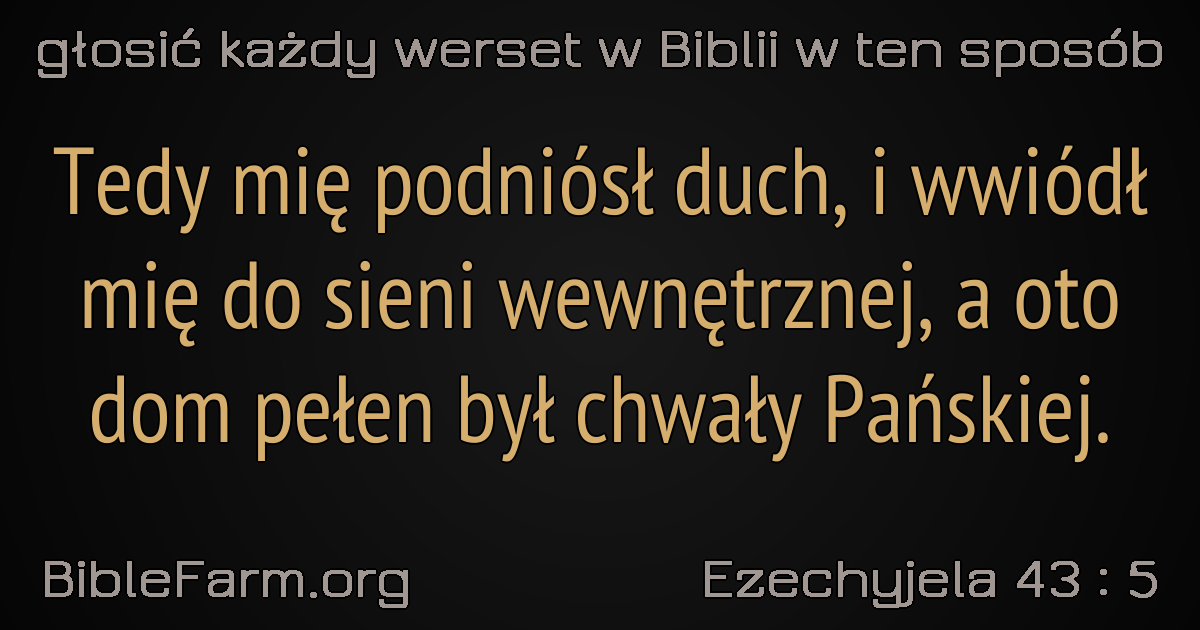 głosić każdy werset w Biblii w ten sposób
Tedy mię podniósł duch, i wwiódł
mię do sieni wewnętrznej, a oto
dom pełen był chwały Pańskiej.
BibleFarm.org
Ezechyjela 43 : 5